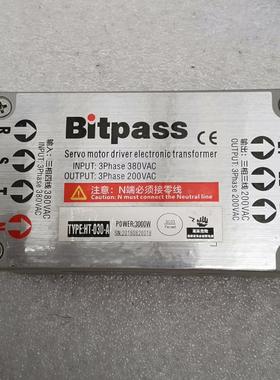 Bitpass
CE
Servo motor driver electronic transformer
INPUT: 3Phase 380VAC
OUTPUT: 3Phase 200VAC
注意：N端必须接零线
Caution: N must connect the Neutral line
TYPE:HT-030-A
POWER:3000W
SN:20180820019
输入：三相四线 380VAC
INPUT: 3Phase 380VAC
R
S
T
N
输出：三相三线 200VAC
OUTPUT: 3Phase 200VAC